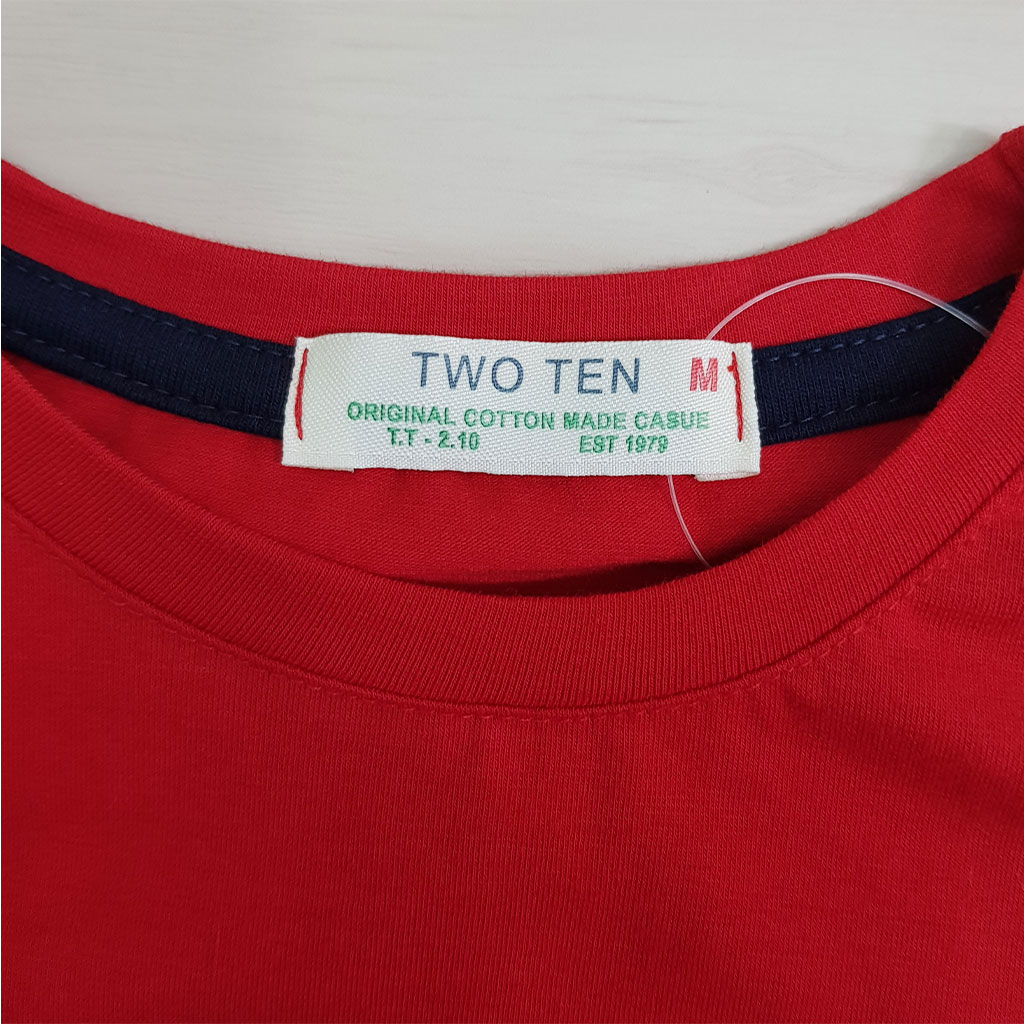 TWO TEN M
ORIGINAL COTTON MADE CASUE
T.T - 2.10 EST 1979